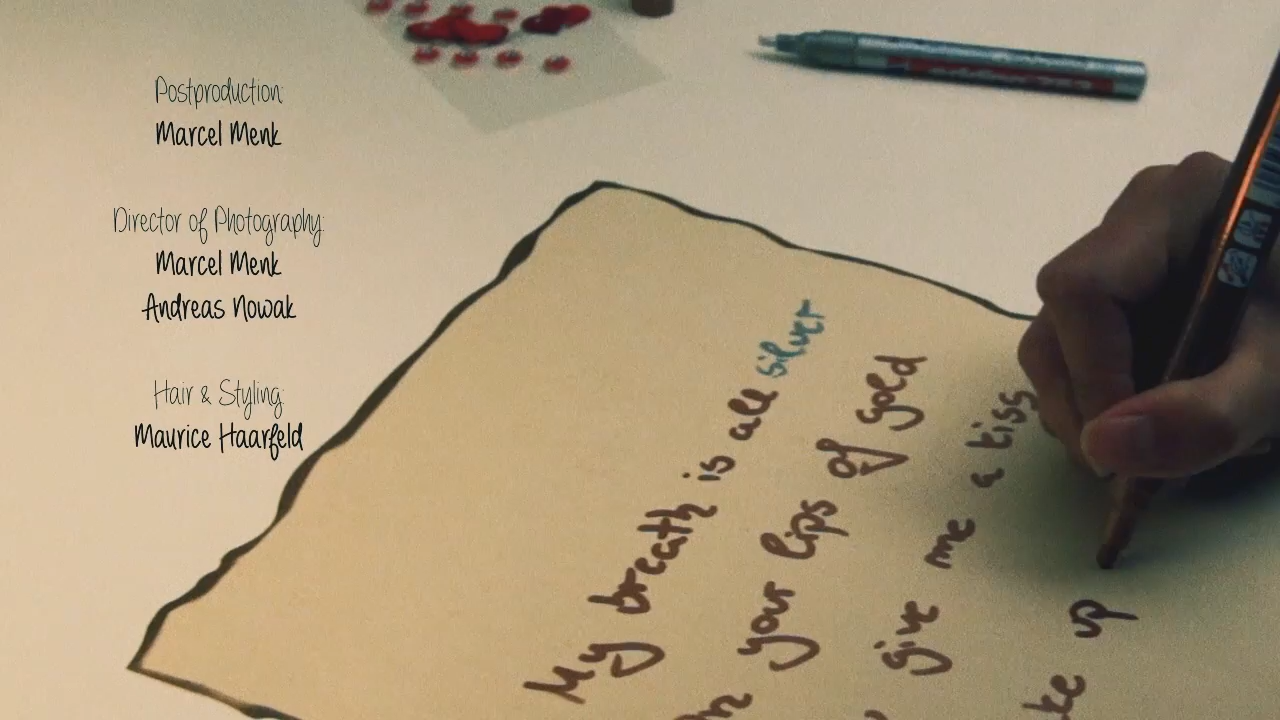 Postproduction:
Marcel Menk
Director of Photography:
Marcel Menk
Andreas Nowak
Hair & Styling:
Maurice Haarfeld
My breath is all silver
your lips of gold
give me a kiss
up